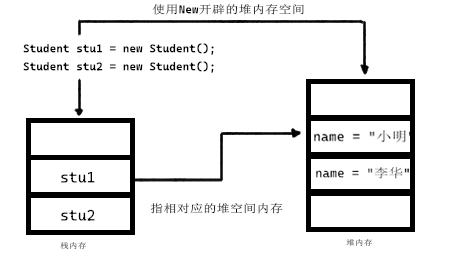 使用New开辟的堆内存空间
Student stu1 = new Student();
Student stu2 = new Student();
name = "小明"
stu1
name = "李华"
stu2
指相对应的堆空间内存
栈内存
堆内存